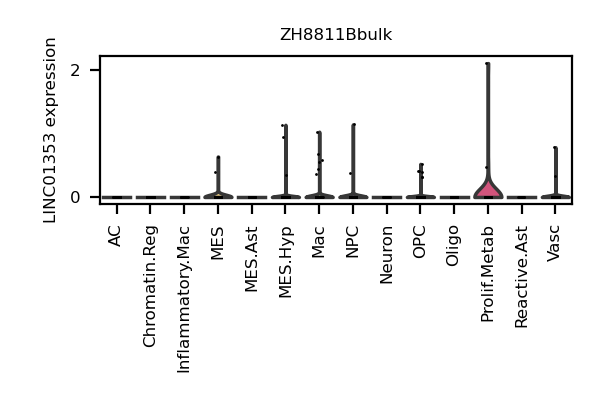 ZH8811Bbulk
LINC01353 expression
2
0
AC
Chromatin.Reg
Inflammatory.Mac
MES
MES.Ast
MES.Hyp
Mac
NPC
Neuron
OPC
Oligo
Prolif.Metab
Reactive.Ast
Vasc